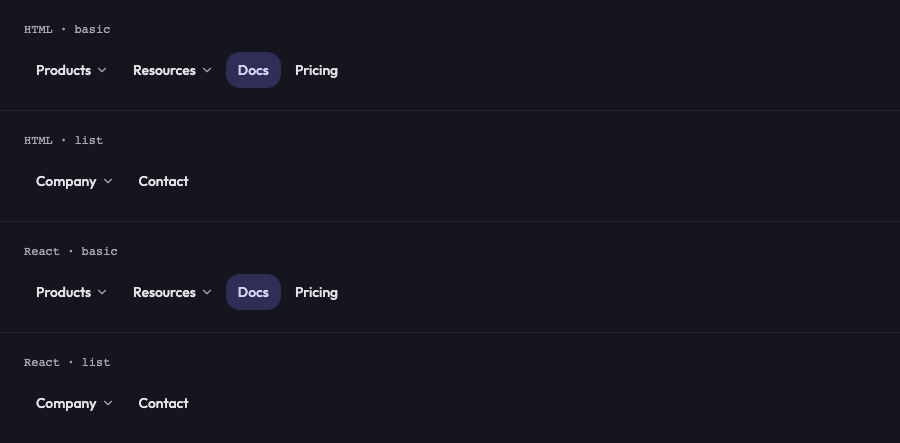 HTML · basic
Products Resources Docs Pricing
HTML · list
Company Contact
React · basic
Products Resources Docs Pricing
React · list
Company Contact